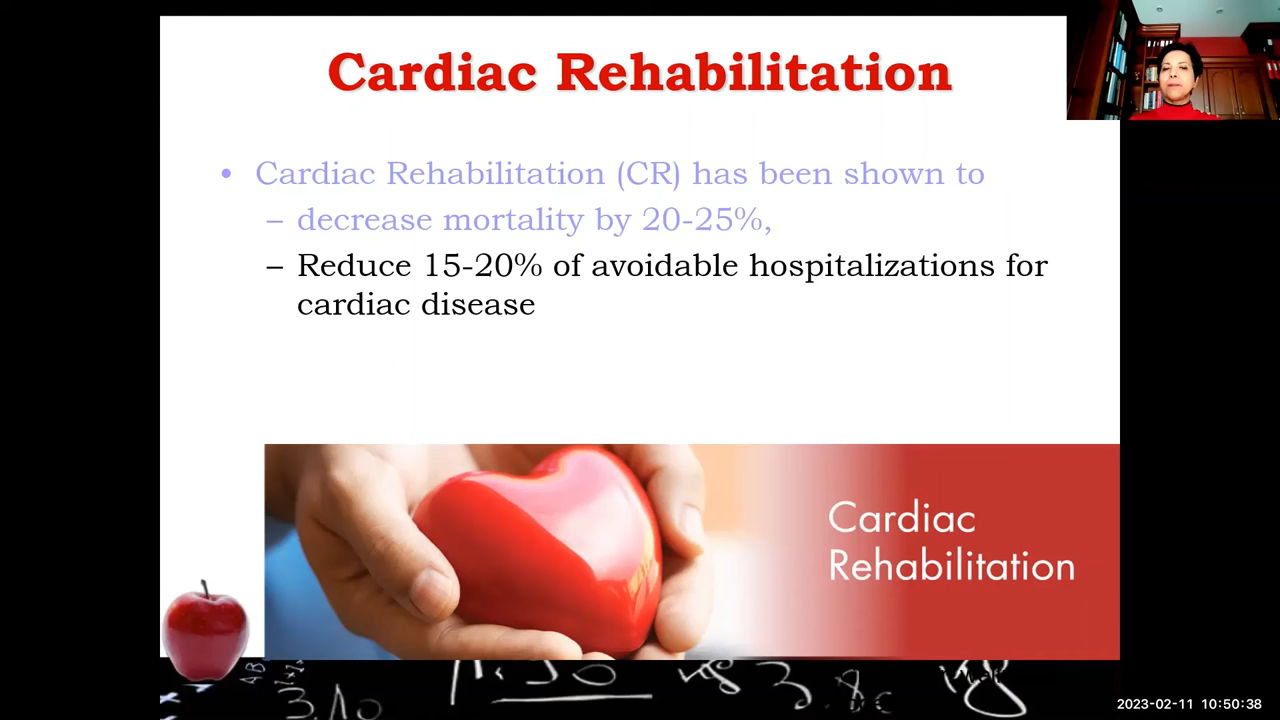 Cardiac Rehabilitation
• Cardiac Rehabilitation (CR) has been shown to
– decrease mortality by 20-25%,
– Reduce 15-20% of avoidable hospitalizations for
cardiac disease
Cardiac
Rehabilitation
2023-02-11 10:50:38